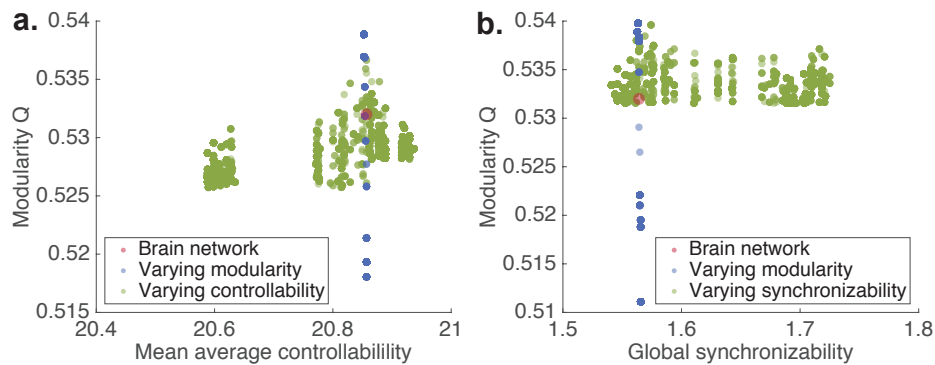 a.
0.54
0.535
0.53
0.525
0.52
0.515
Modularity Q
Brain network
Varying modularity
Varying controllability
20.4
20.6
20.8
21
Mean average controllabilility
b.
0.54
0.535
0.53
0.525
0.52
0.515
0.51
Modularity Q
Brain network
Varying modularity
Varying synchronizability
1.5
1.6
1.7
1.8
Global synchronizability